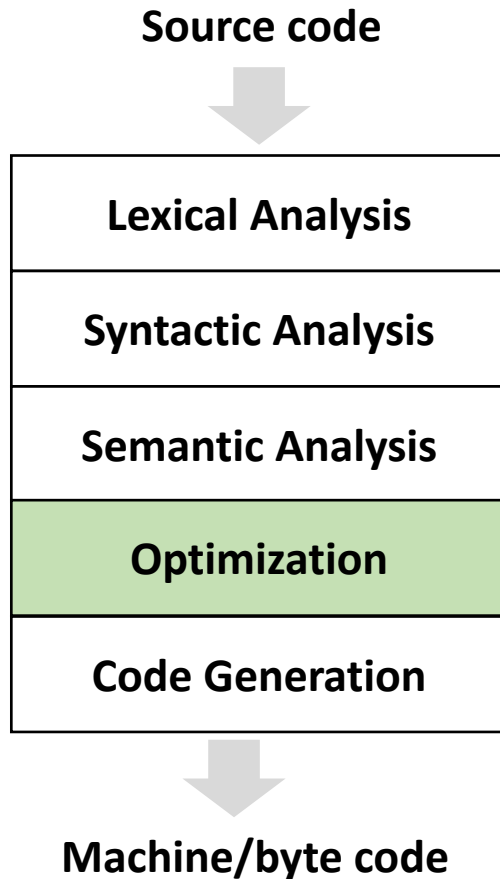 Source code
Lexical Analysis
Syntactic Analysis
Semantic Analysis
Optimization
Code Generation
Machine/byte code